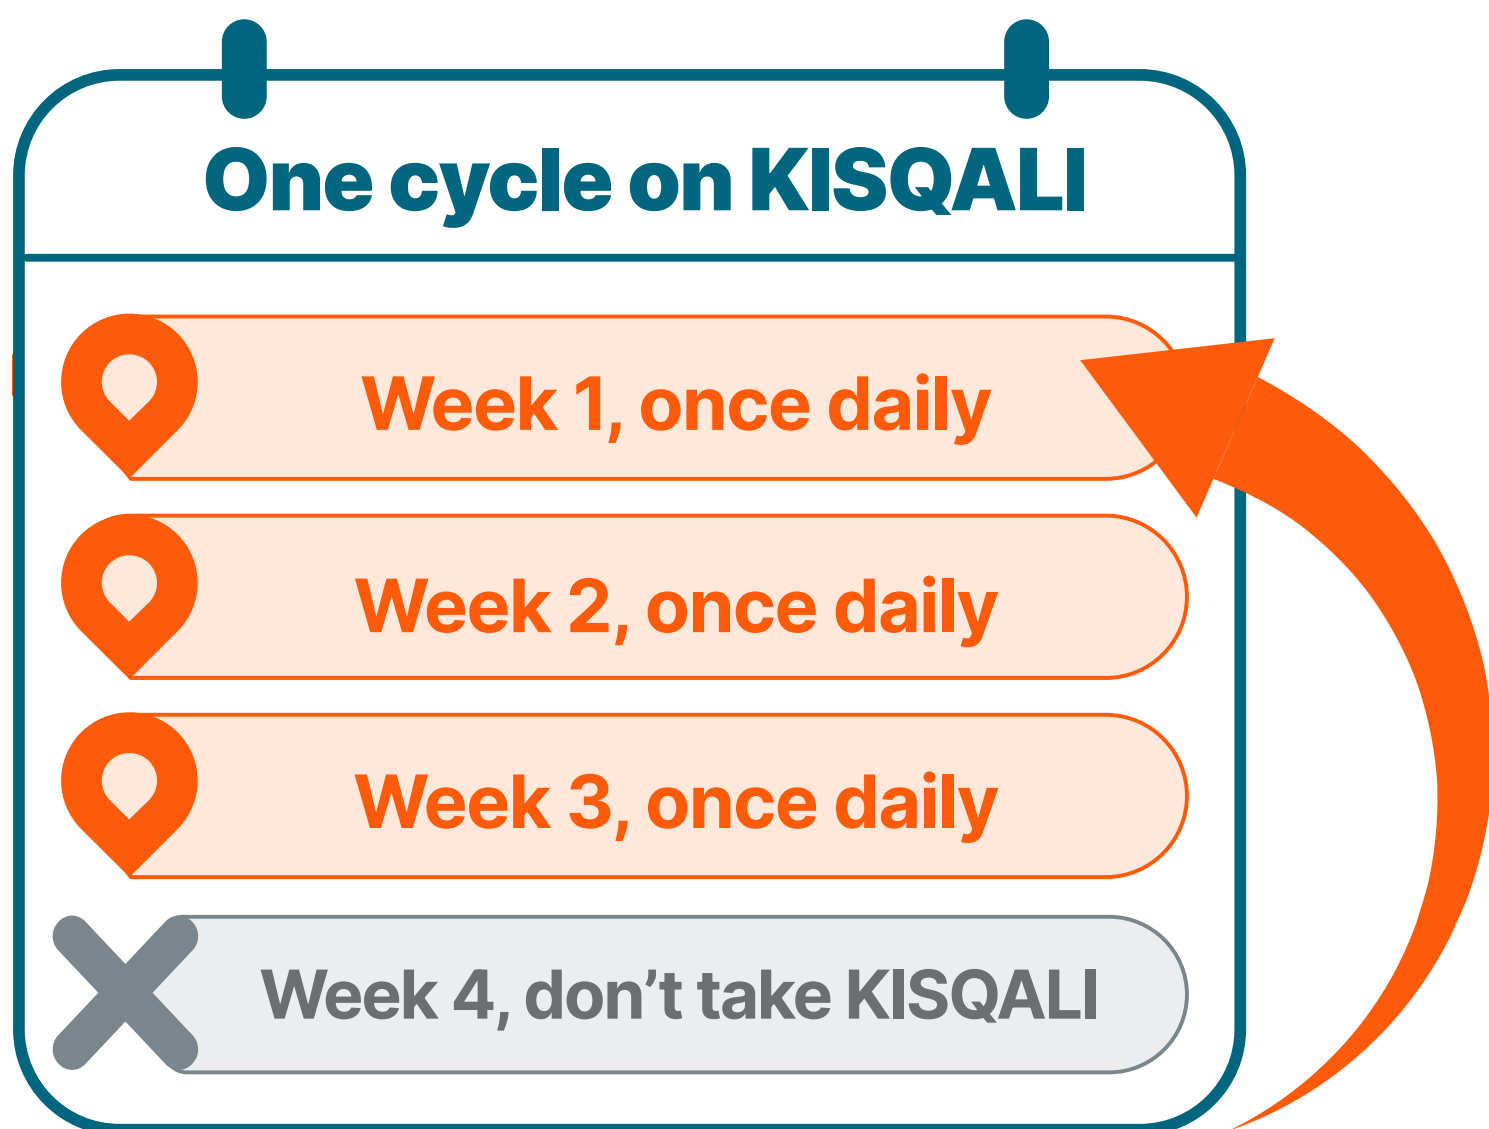 One cycle on KISQALI
Week 1, once daily
Week 2, once daily
Week 3, once daily
Week 4, don’t take KISQALI